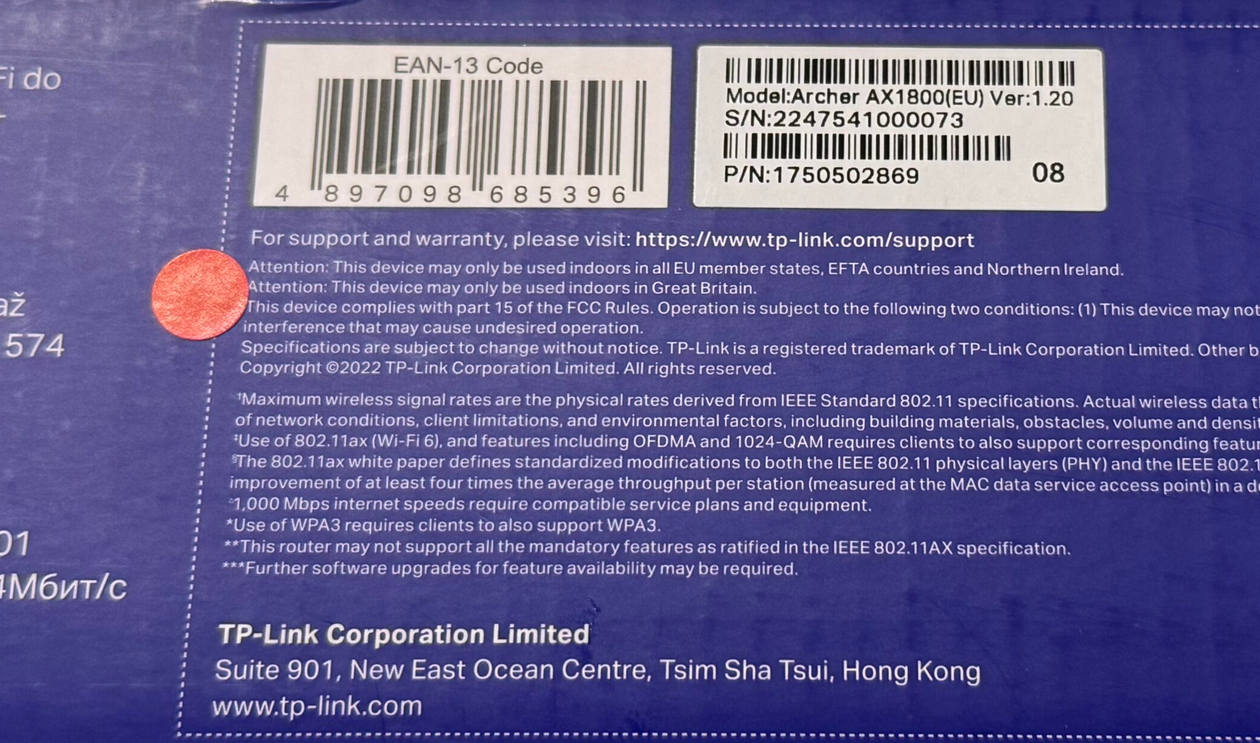 Fi do
až
574
01
4Мбит/с
EAN-13 Code
4 897098 685396
Model:Archer AX1800(EU) Ver:1.20
S/N:2247541000073
P/N:1750502869
08
For support and warranty, please visit: https://www.tp-link.com/support
Attention: This device may only be used indoors in all EU member states, EFTA countries and Northern Ireland.
Attention: This device may only be used indoors in Great Britain.
This device complies with part 15 of the FCC Rules. Operation is subject to the following two conditions: (1) This device may not
interference that may cause undesired operation.
Specifications are subject to change without notice. TP-Link is a registered trademark of TP-Link Corporation Limited. Other b
Copyright ©2022 TP-Link Corporation Limited. All rights reserved.
†Maximum wireless signal rates are the physical rates derived from IEEE Standard 802.11 specifications. Actual wireless data t
of network conditions, client limitations, and environmental factors, including building materials, obstacles, volume and densit
‡Use of 802.11ax (Wi-Fi 6), and features including OFDMA and 1024-QAM requires clients to also support corresponding featur
§The 802.11ax white paper defines standardized modifications to both the IEEE 802.11 physical layers (PHY) and the IEEE 802.1
improvement of at least four times the average throughput per station (measured at the MAC data service access point) in a d
△1,000 Mbps internet speeds require compatible service plans and equipment.
*Use of WPA3 requires clients to also support WPA3.
**This router may not support all the mandatory features as ratified in the IEEE 802.11AX specification.
***Further software upgrades for feature availability may be required.
TP-Link Corporation Limited
Suite 901, New East Ocean Centre, Tsim Sha Tsui, Hong Kong
www.tp-link.com